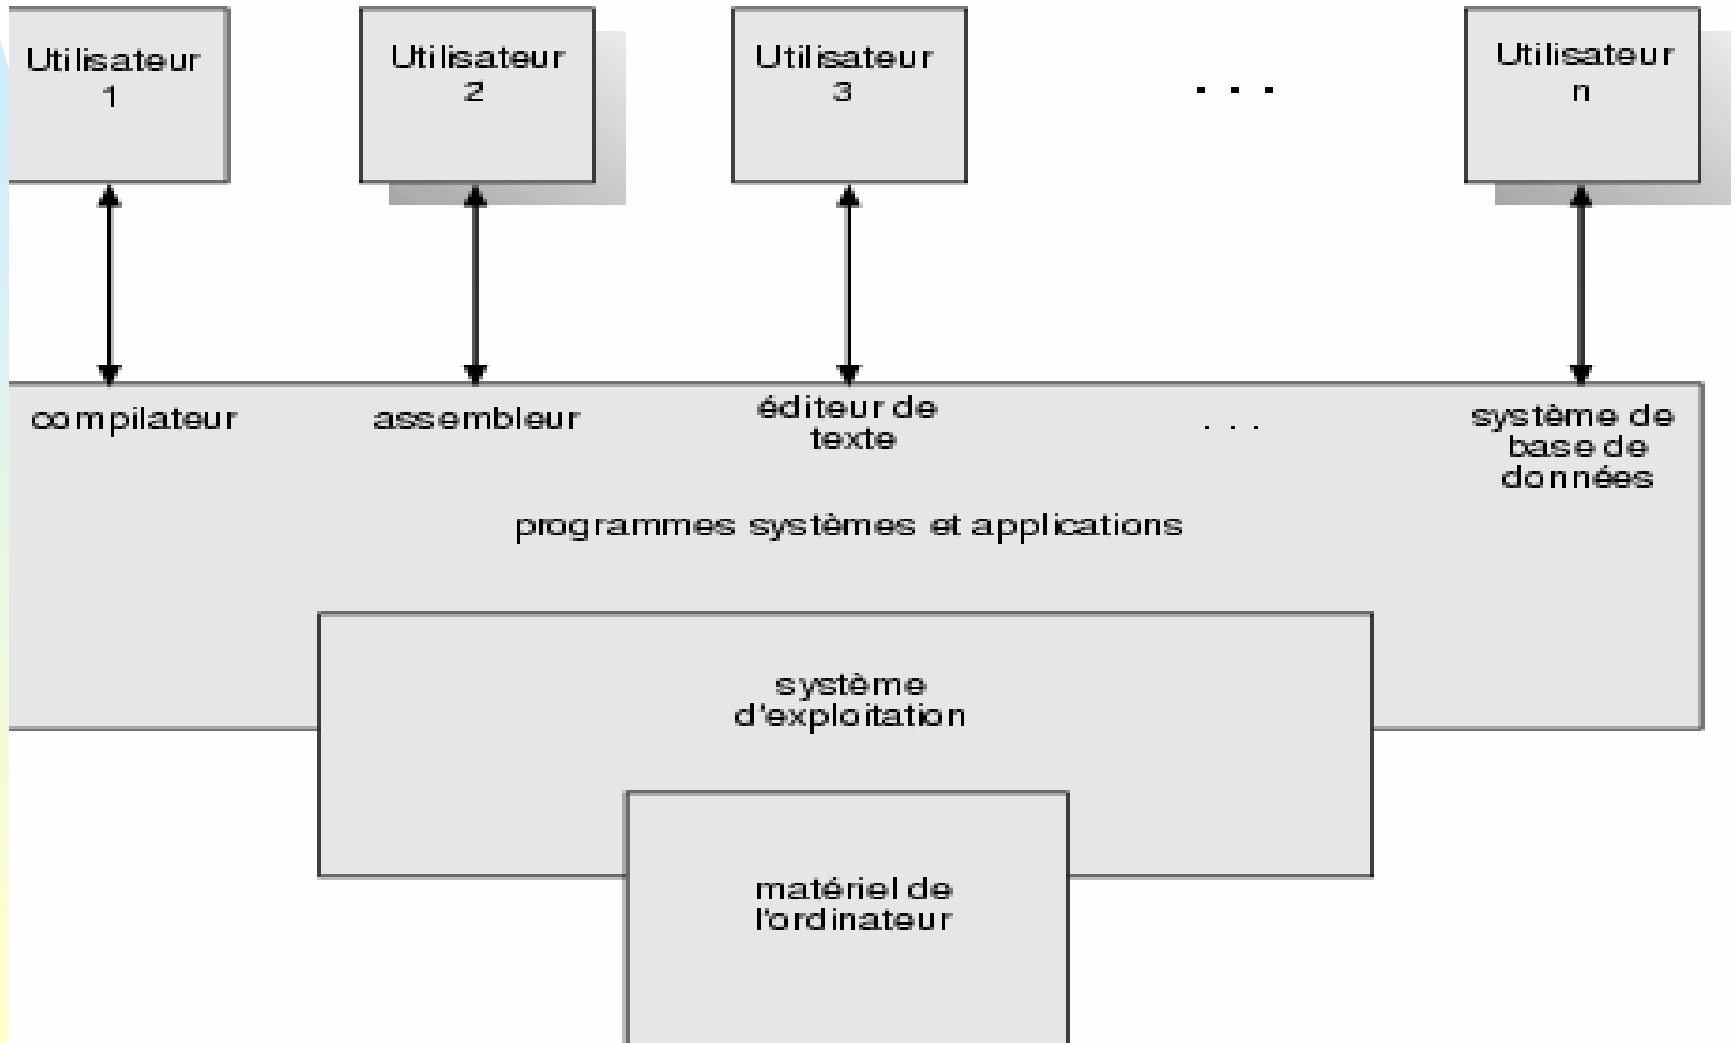 Utilisateur
1
Utilisateur
2
Utilisateur
3
. . .
Utilisateur
n
compilateur
assembleur
éditeur de
texte
. . .
système de
base de
données
programmes systèmes et applications
système
d'exploitation
matériel de
l'ordinateur